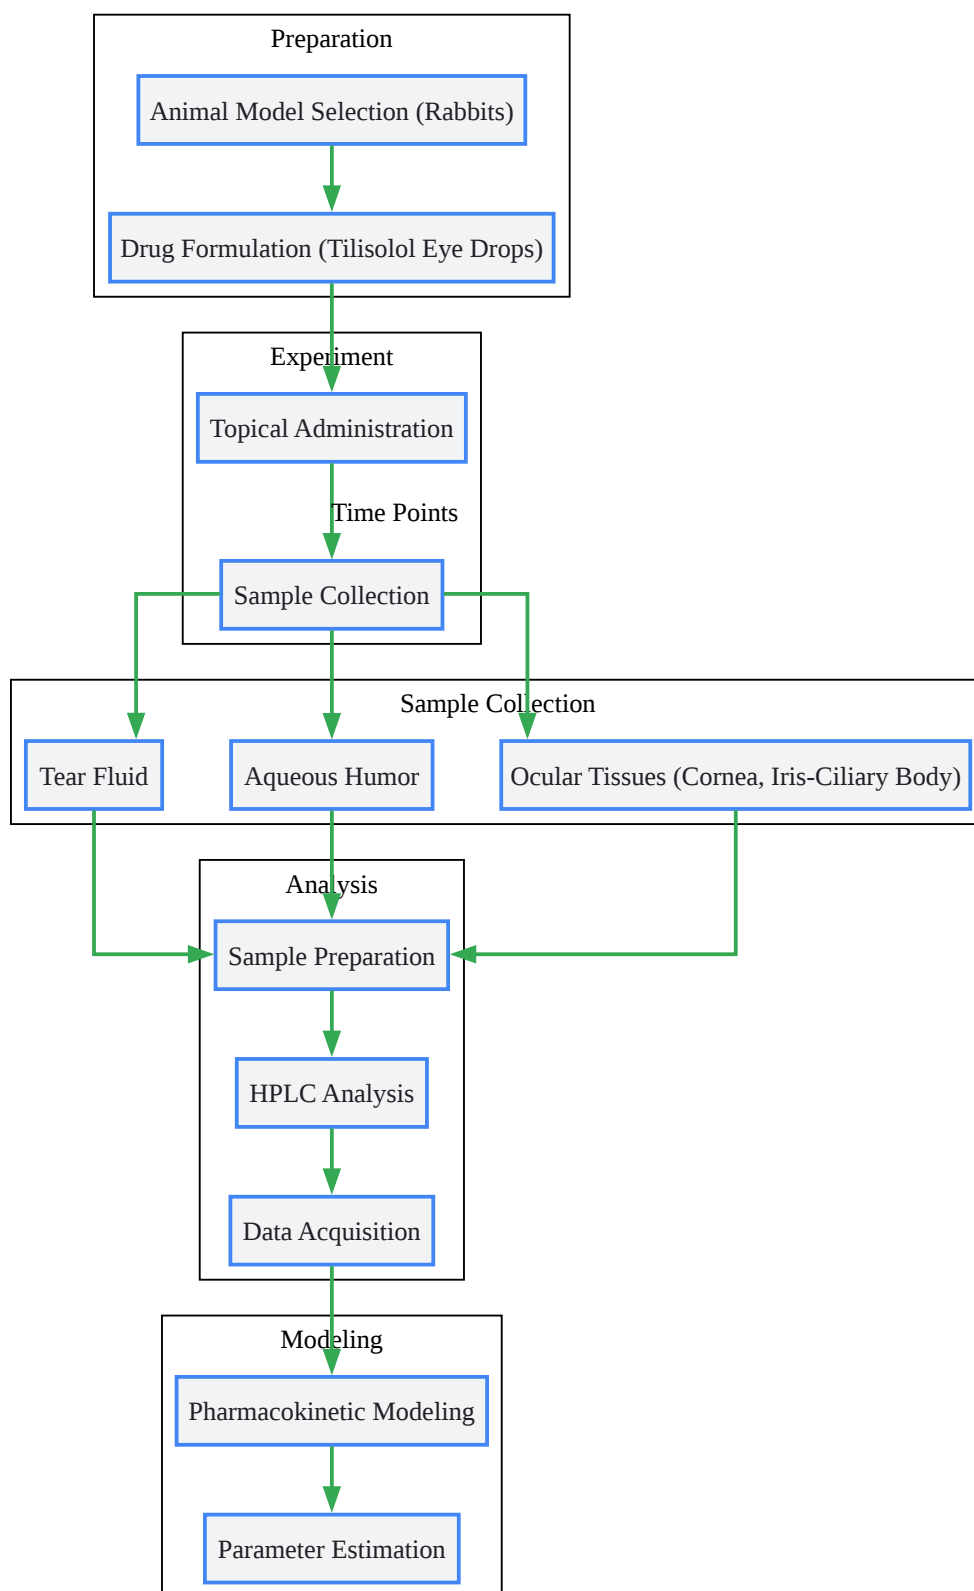 Preparation
Animal Model Selection (Rabbits)
Drug Formulation (Tilisolol Eye Drops)
Experiment
Topical Administration
Time Points
Sample Collection
Sample Collection
Tear Fluid
Aqueous Humor
Ocular Tissues (Cornea, Iris-Ciliary Body)
Analysis
Sample Preparation
HPLC Analysis
Data Acquisition
Modeling
Pharmacokinetic Modeling
Parameter Estimation